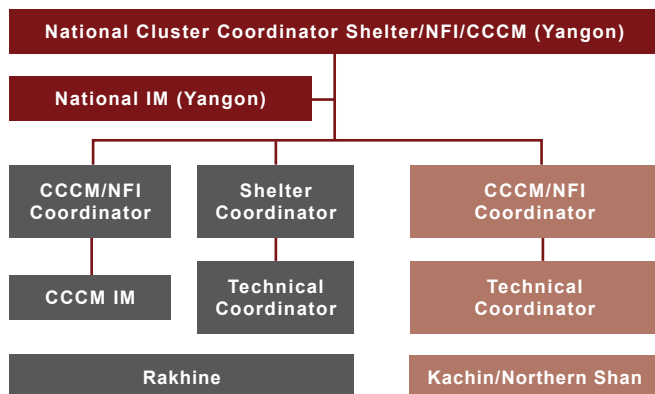 National Cluster Coordinator Shelter/NFI/CCCM (Yangon)
National IM (Yangon)
CCCM/NFI
Coordinator
Shelter
Coordinator
CCCM/NFI
Coordinator
CCCM IM
Technical
Coordinator
Technical
Coordinator
Rakhine
Kachin/Northern Shan